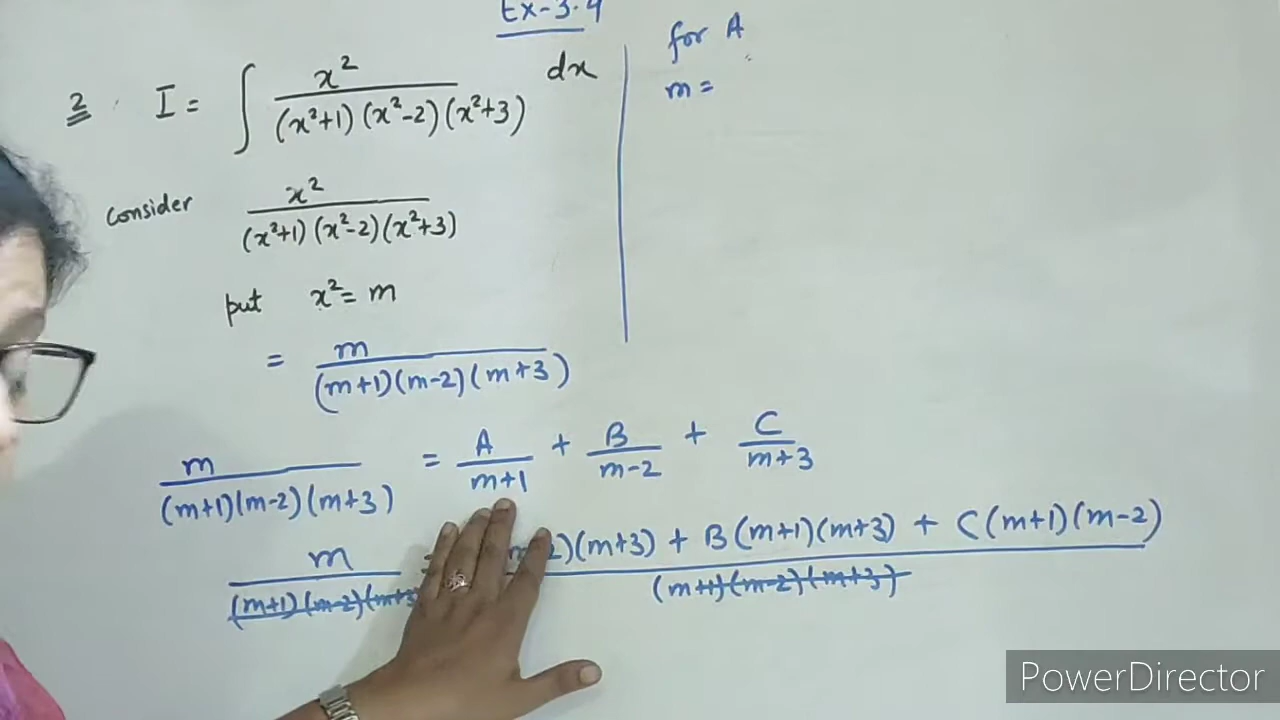 Ex-3.4
2 I = ∫ x² / (x²+1)(x²-2)(x²+3) dx
Consider x² / (x²+1)(x²-2)(x²+3)
put x² = m
= m / (m+1)(m-2)(m+3)
m / (m+1)(m-2)(m+3) = A / m+1 + B / m-2 + C / m+3
m / (m+1)(m-2)(m+3 = -2)(m+3) + B(m+1)(m+3) + C(m+1)(m-2) / (m+1)(m-2)(m+3)
for A
m =
PowerDirector